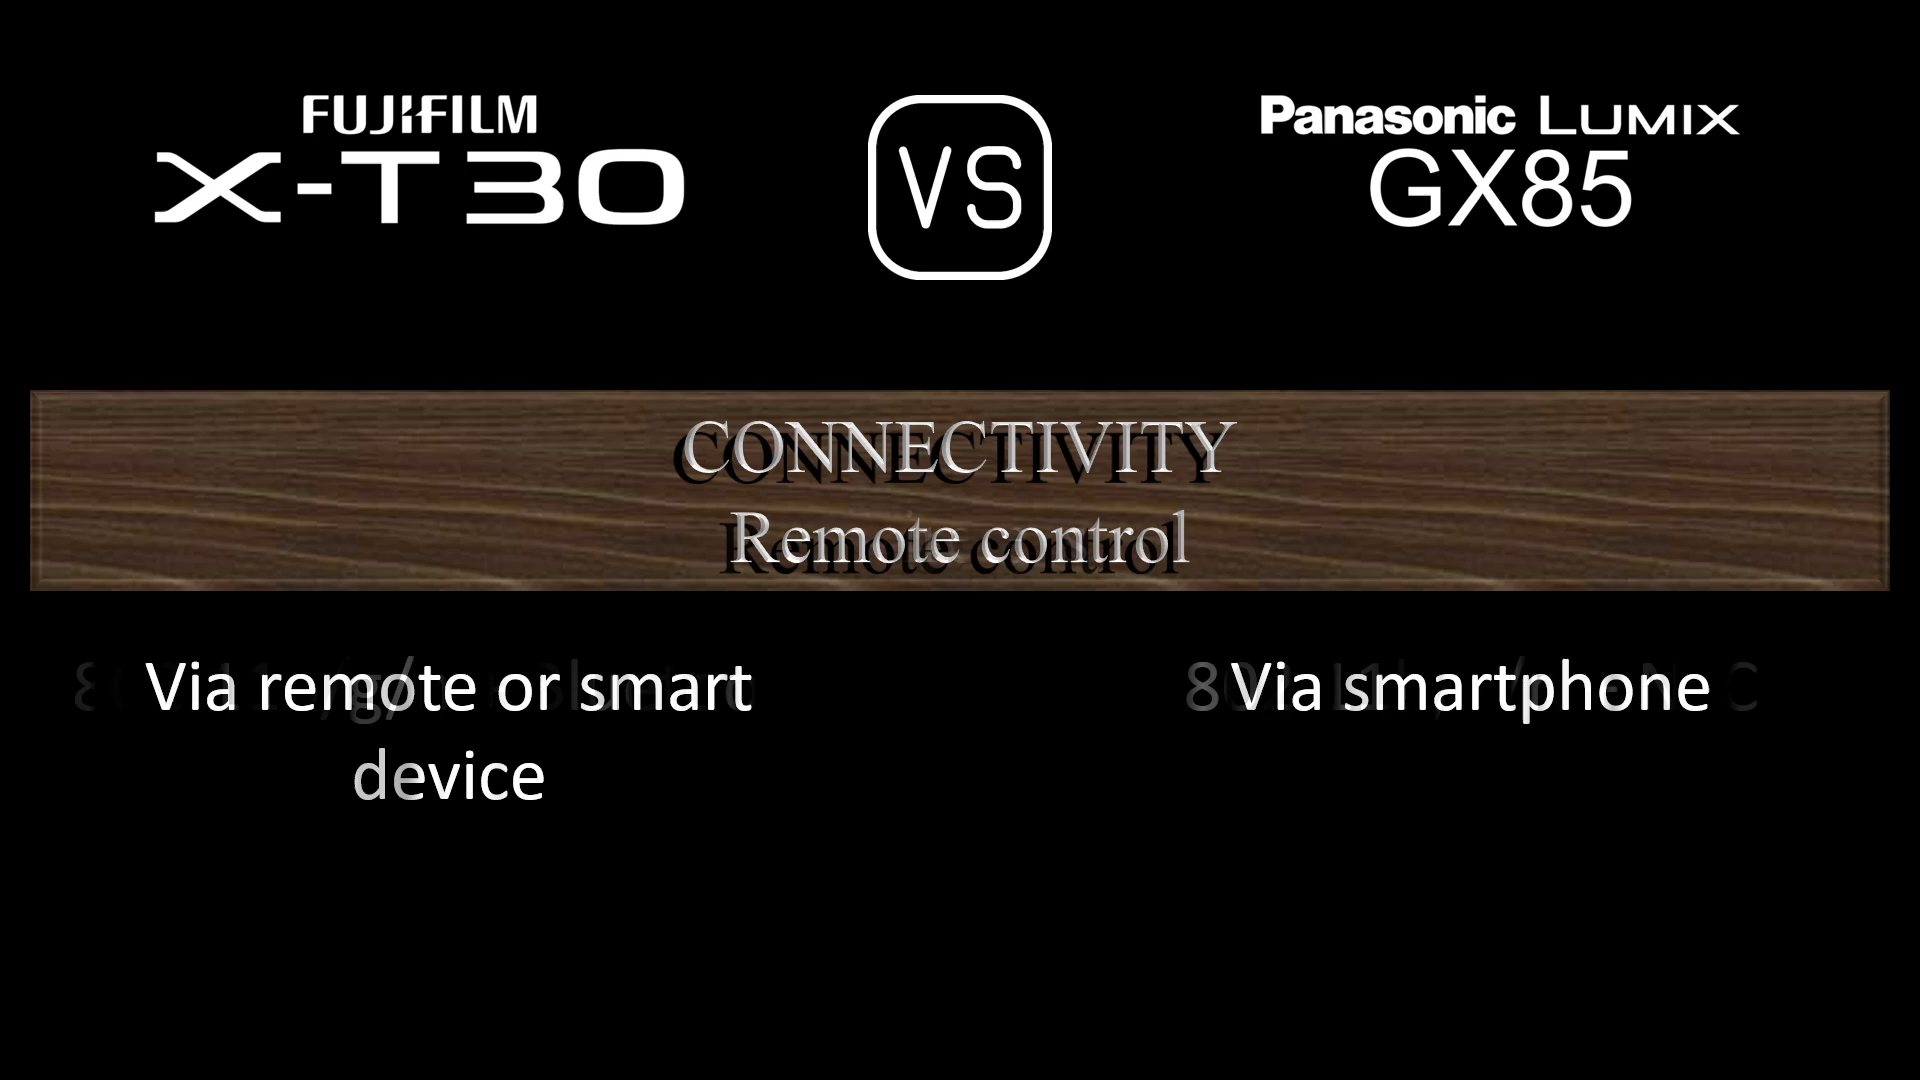 FUJIFILM
X-T30
VS
Panasonic LUMIX
GX85
CONNECTIVITY
Remote control
Via remote or smart
device
Via smartphone